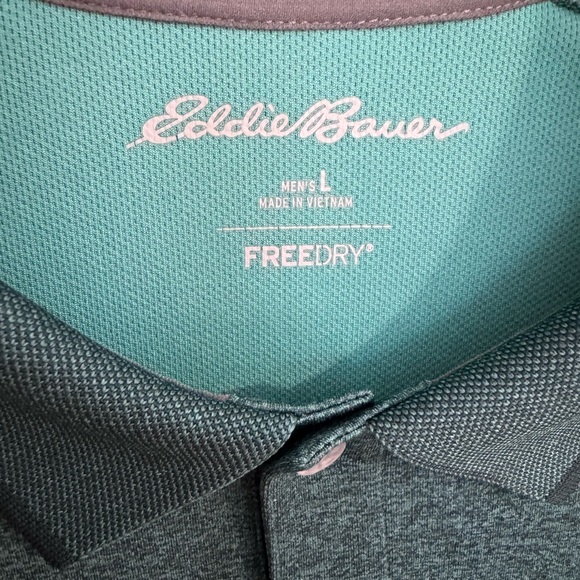 Eddie Bauer
MEN'S L
MADE IN VIETNAM
FREEDRY®